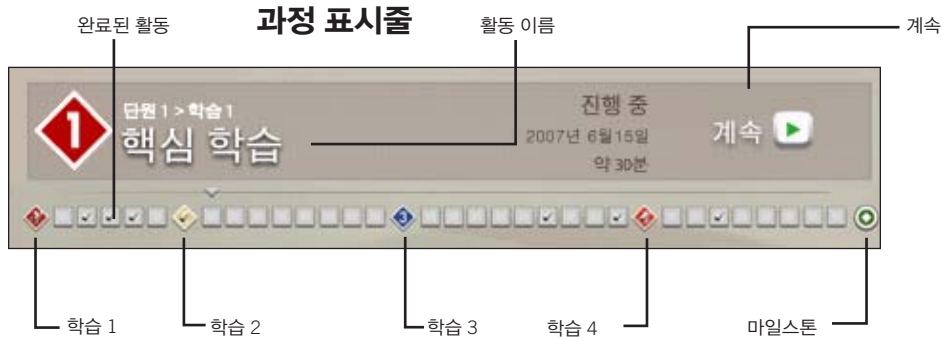 과정 표시줄
완료된 활동
활동 이름
계속
1
단원 1 > 학습 1
핵심 학습
진행 중
2007년 6월 15일
약 30분
계속
3
학습 1
학습 2
학습 3
학습 4
마일스톤